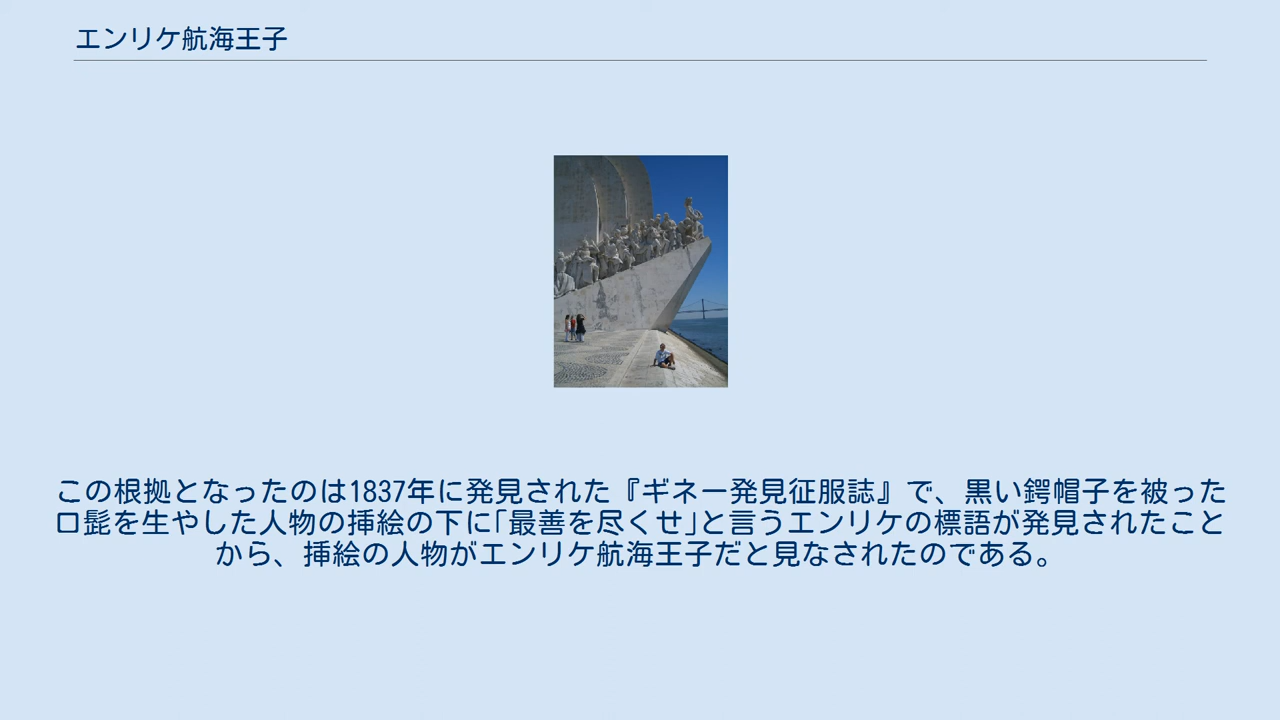 エンリケ航海王子
この根拠となったのは1837年に発見された『ギネー発見征服誌』で、黒い鍔帽子を被った
口髭を生やした人物の挿絵の下に｢最善を尽くせ｣と言うエンリケの標語が発見されたこと
から、挿絵の人物がエンリケ航海王子だと見なされたのである。